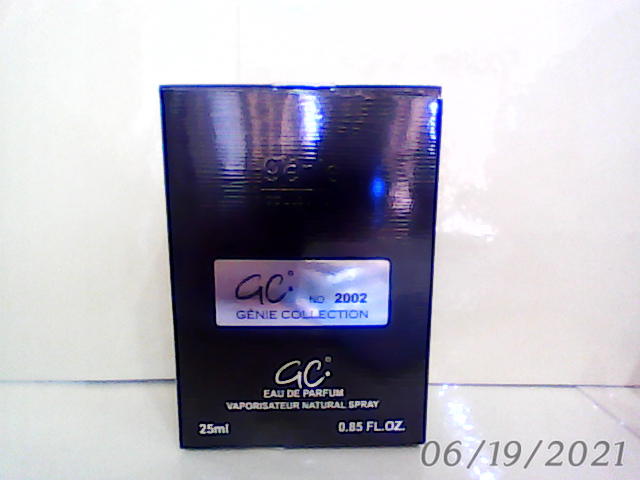 génie
GC:
NO 2002
GÉNIE COLLECTION
GC:®
EAU DE PARFUM
VAPORISATEUR NATURAL SPRAY
25ml 0.85 FL.OZ.
06/19/2021